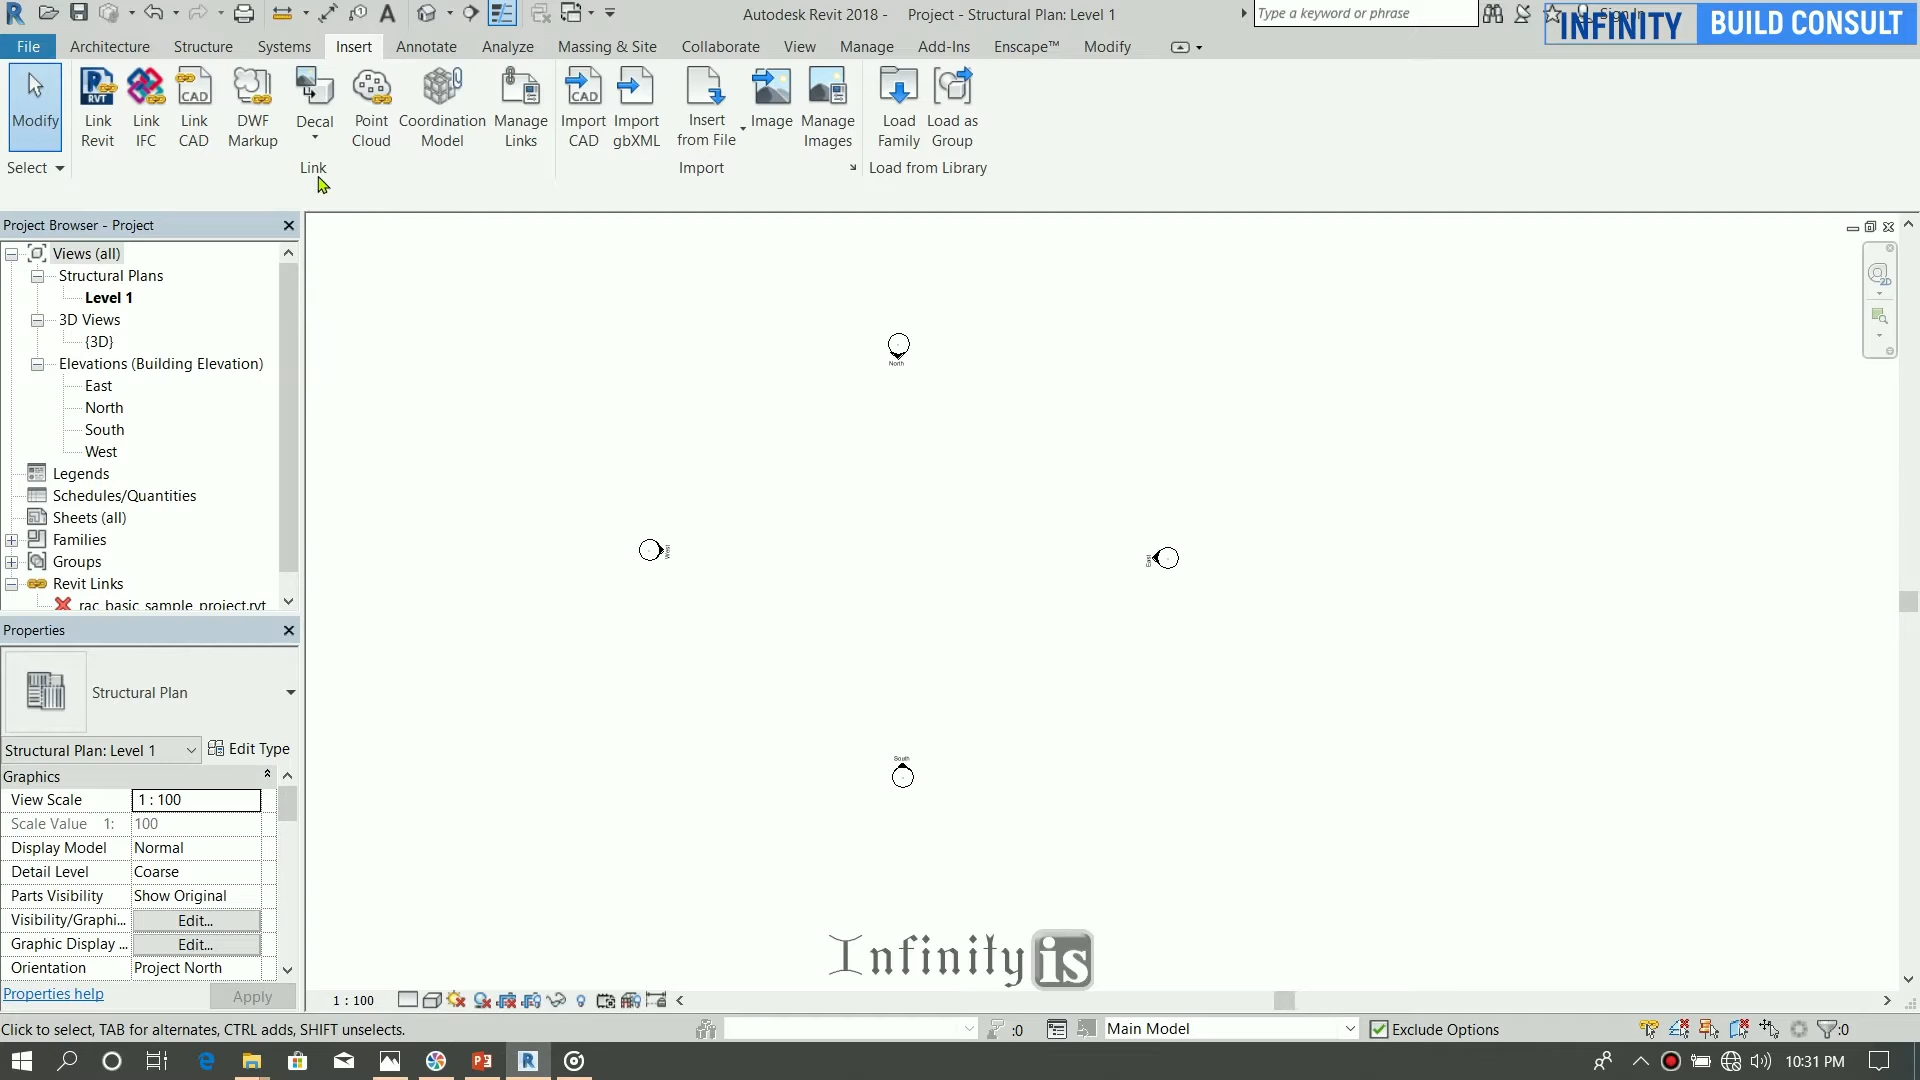 Autodesk Revit 2018 -
Project - Structural Plan: Level 1
Type a keyword or phrase
Sign In
INFINITY BUILD CONSULT
File Architecture Structure Systems Insert Annotate Analyze Massing & Site Collaborate View Manage Add-Ins Enscape™ Modify
Modify
Link Revit
Link IFC
Link CAD
DWF Markup
Decal
Point Cloud
Coordination Model
Manage Links
Import CAD
Import gbXML
Insert from File
Image
Manage Images
Load Family
Load as Group
Select
Link
Import
Load from Library
Project Browser - Project
Views (all)
Structural Plans
Level 1
3D Views
{3D}
Elevations (Building Elevation)
East
North
South
West
Legends
Schedules/Quantities
Sheets (all)
Families
Groups
Revit Links
rac_basic_sample_project.rvt
Properties
Structural Plan
Structural Plan: Level 1
Edit Type
Graphics
View Scale 1 : 100
Scale Value 1: 100
Display Model Normal
Detail Level Coarse
Parts Visibility Show Original
Visibility/Graphi... Edit...
Graphic Display ... Edit...
Orientation Project North
Properties help
Apply
North
West
East
South
2D
Infinity is
1 : 100
Click to select, TAB for alternates, CTRL adds, SHIFT unselects.
:0
Main Model
Exclude Options
:0
10:31 PM